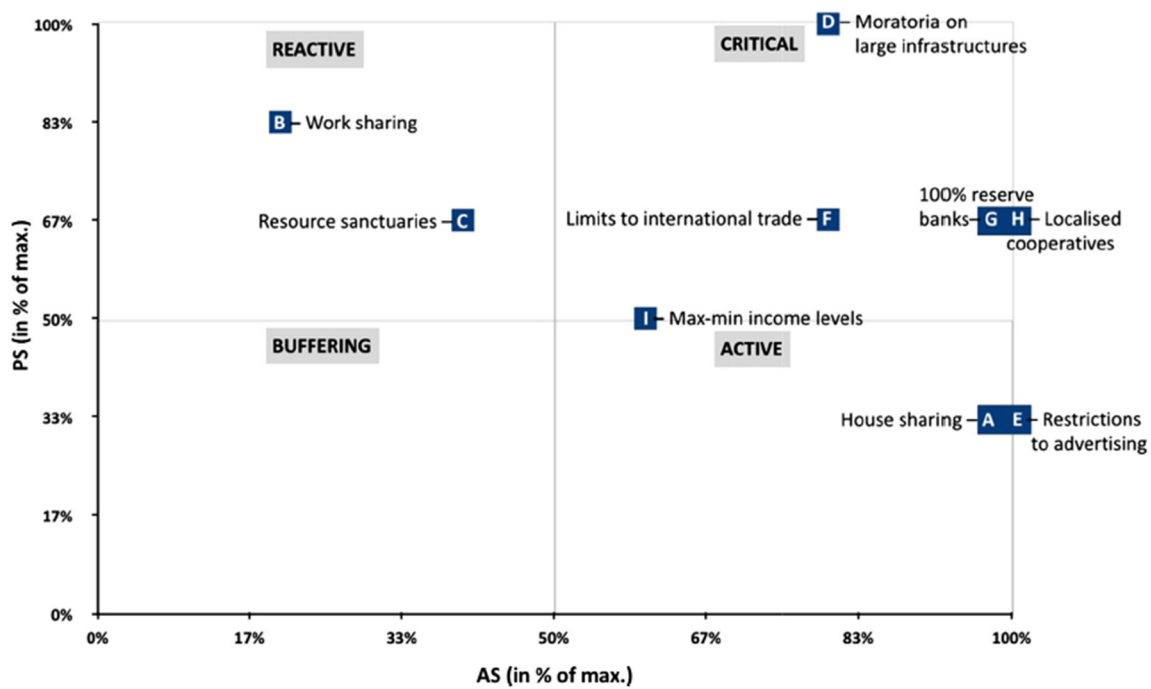 100%
D
Moratoria on
large infrastructures
REACTIVE
CRITICAL
83%
B
Work sharing
67%
Resource sanctuaries
C
Limits to international trade
F
100% reserve
banks
G H
Localised
cooperatives
PS (in % of max.)
50%
I
Max-min income levels
BUFFERING
ACTIVE
33%
House sharing
A E
Restrictions
to advertising
17%
0%
0%
17%
33%
50%
67%
83%
100%
AS (in % of max.)